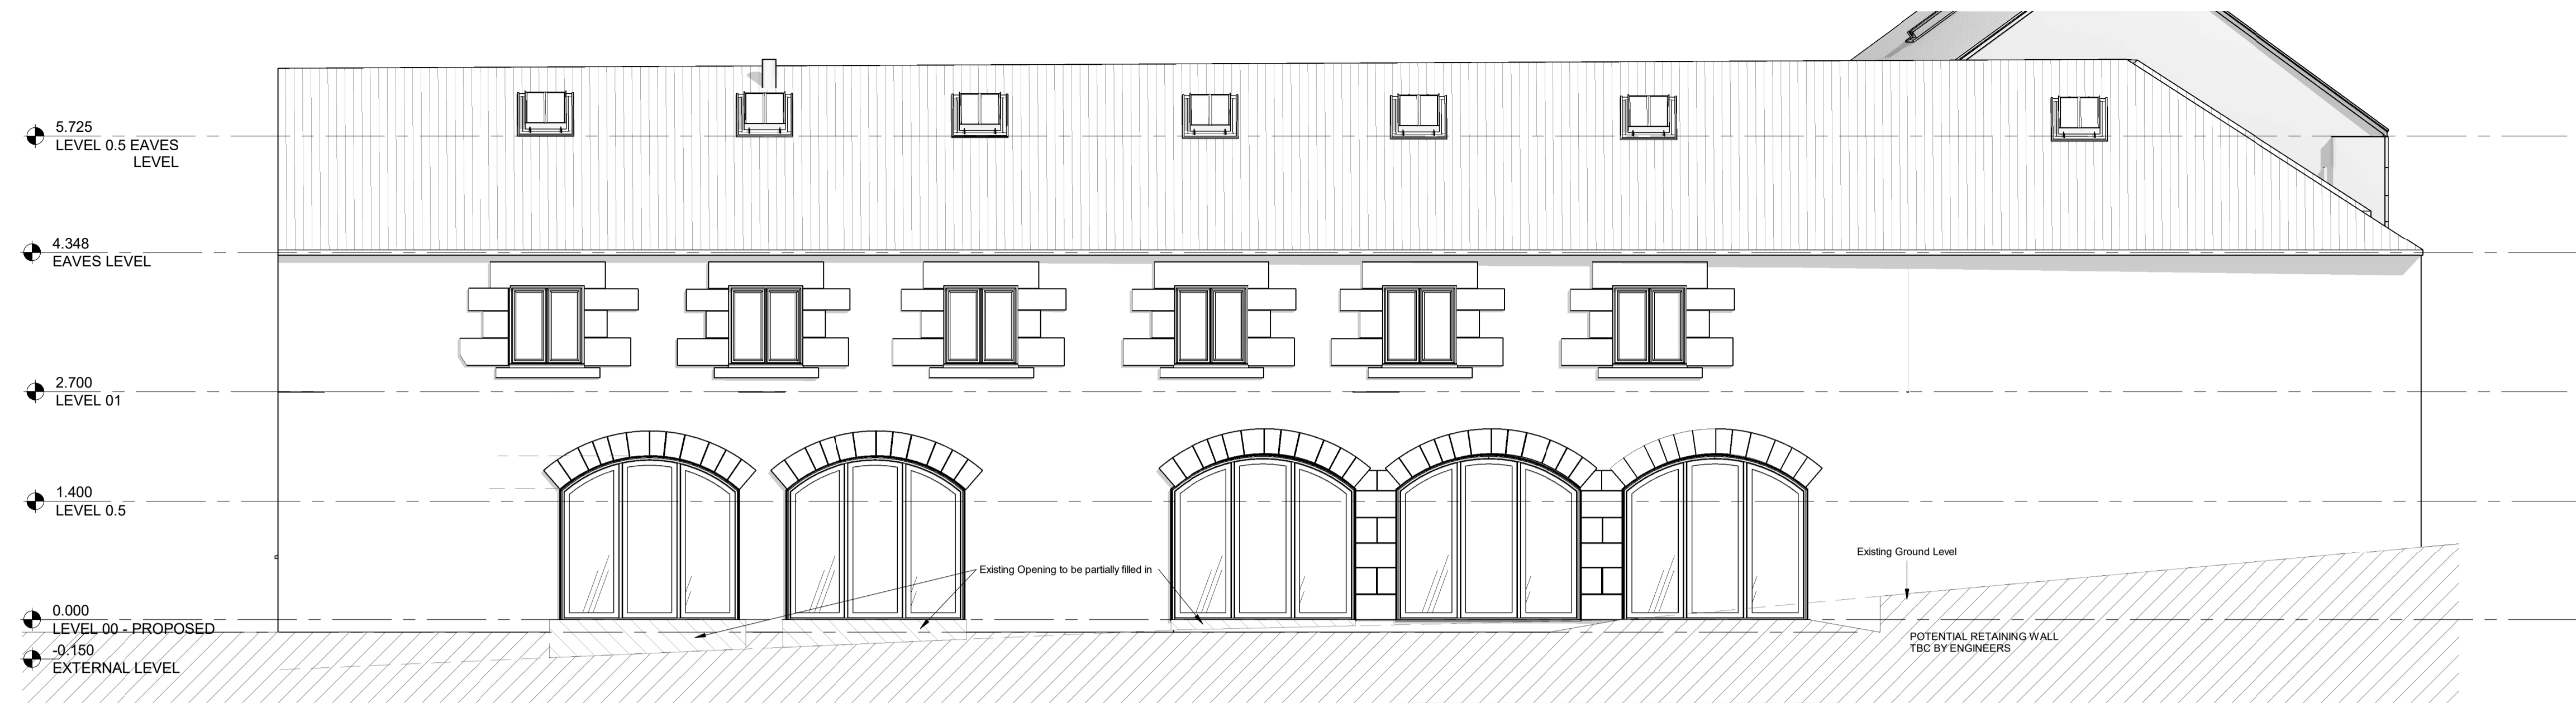 5.725
LEVEL 0.5 EAVES
LEVEL
4.348
EAVES LEVEL
2.700
LEVEL 01
1.400
LEVEL 0.5
Existing Ground Level
Existing Opening to be partially filled in
0.000
LEVEL 00 - PROPOSED
POTENTIAL RETAINING WALL
TBC BY ENGINEERS
-0.150
EXTERNAL LEVEL